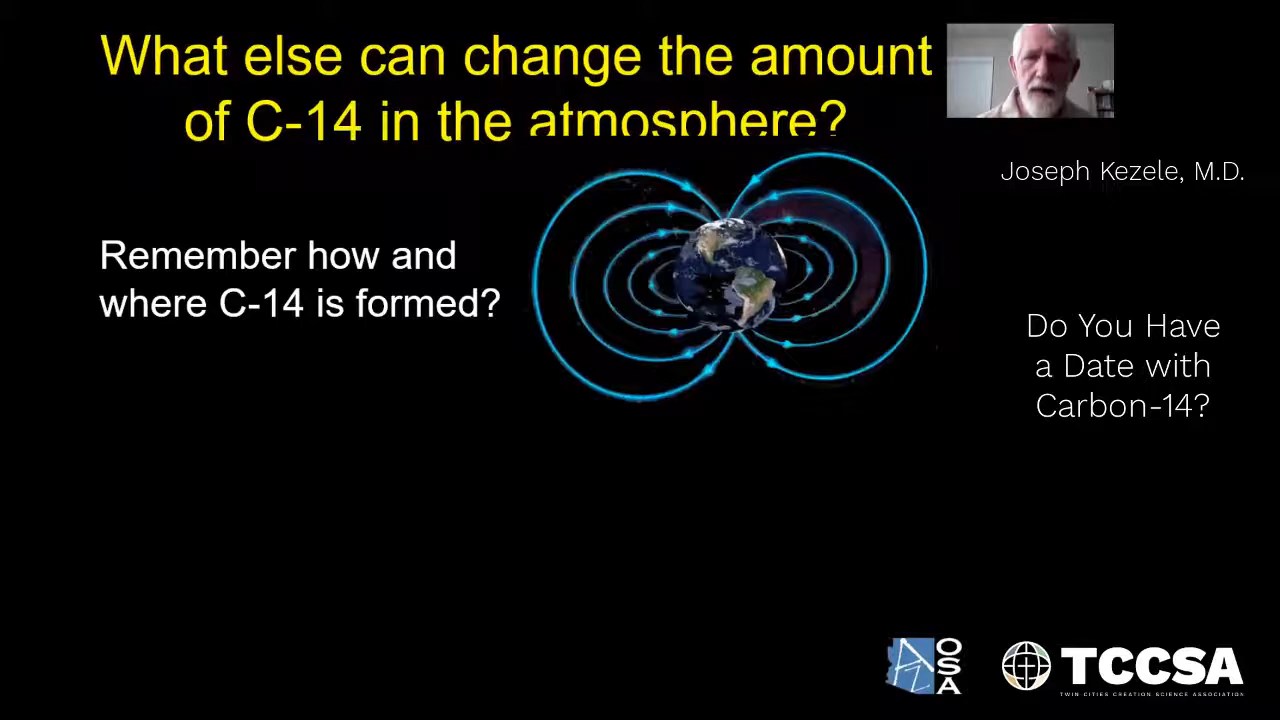 What else can change the amount
of C-14 in the atmosphere?
Joseph Kezele, M.D.
Remember how and
where C-14 is formed?
Do You Have
a Date with
Carbon-14?
AZ
OSA
TCCSA
TWIN CITIES CREATION SCIENCE ASSOCIATION